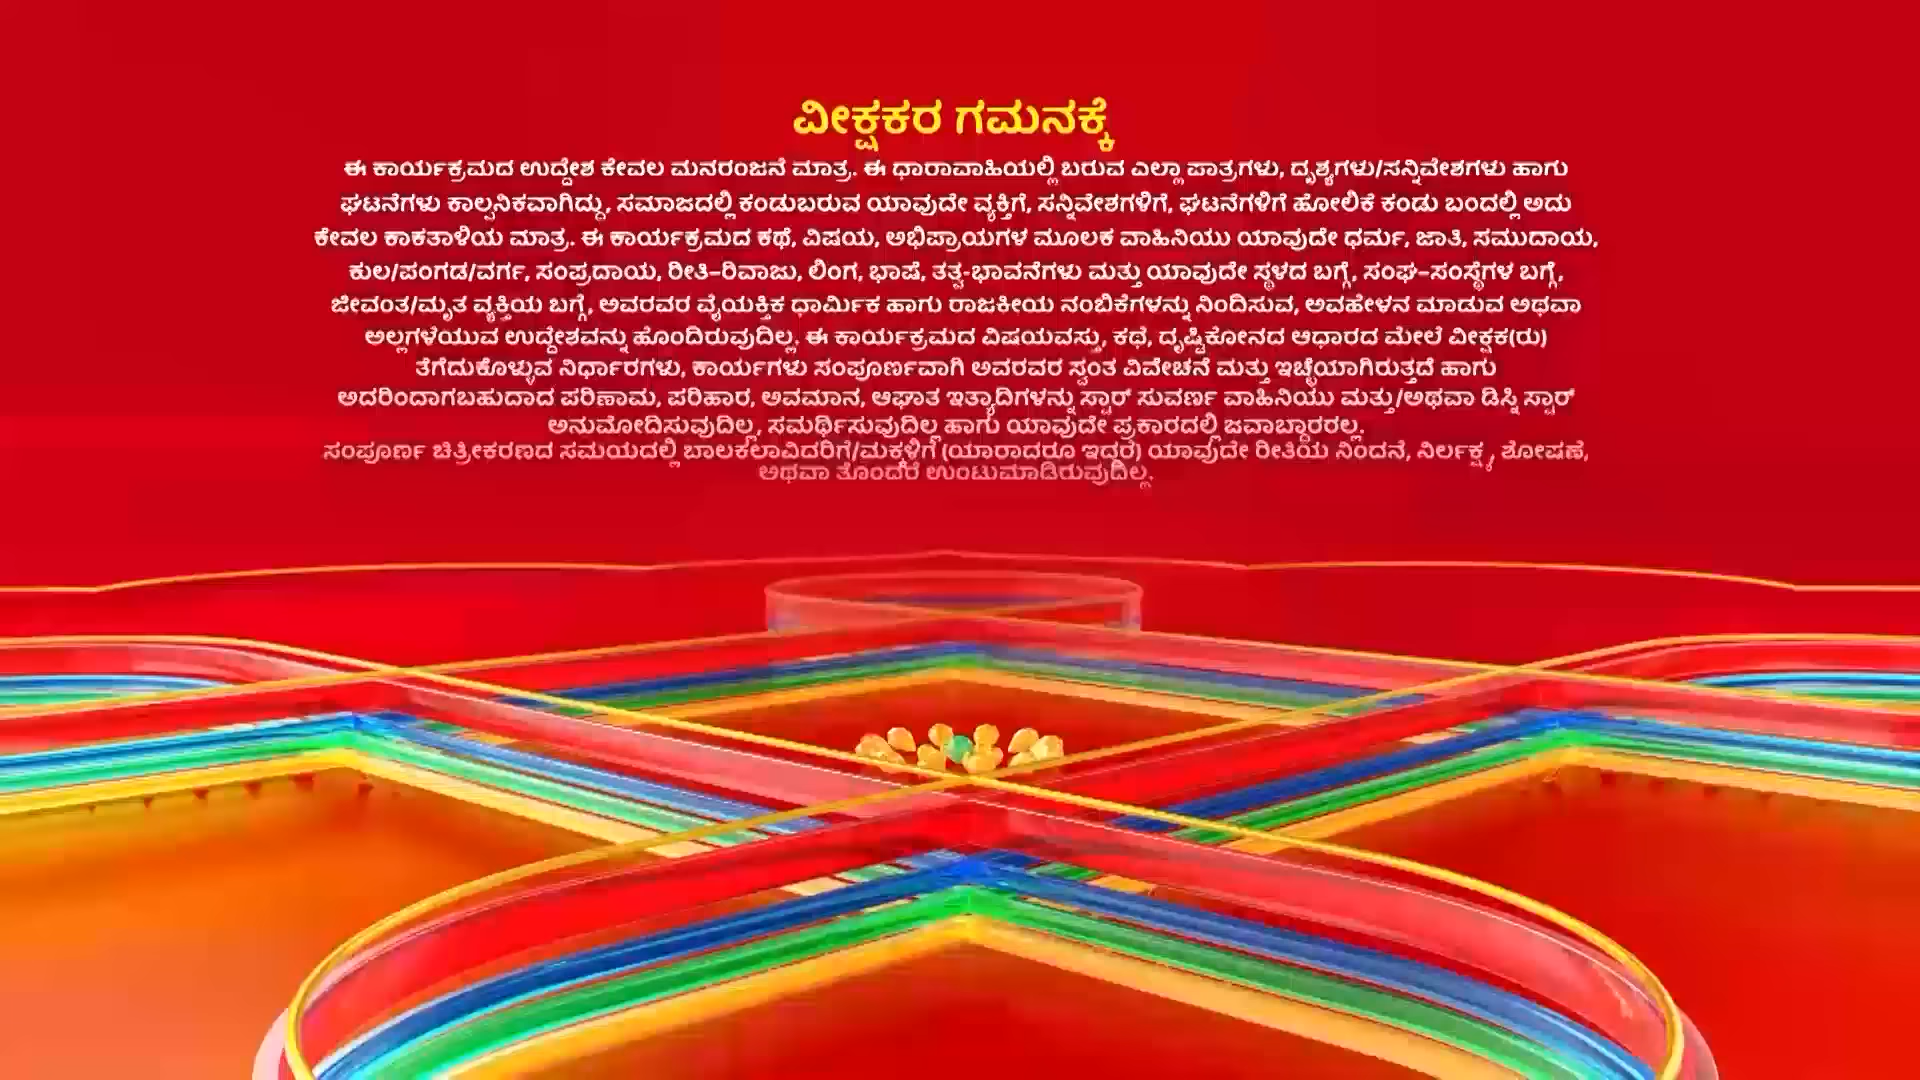 ವೀಕ್ಷಕರ ಗಮನಕ್ಕೆ
ಈ ಕಾರ್ಯಕ್ರಮದ ಉದ್ದೇಶ ಕೇವಲ ಮನರಂಜನೆ ಮಾತ್ರ. ಈ ಧಾರಾವಾಹಿಯಲ್ಲಿ ಬರುವ ಎಲ್ಲಾ ಪಾತ್ರಗಳು, ದೃಶ್ಯಗಳು/ಸನ್ನಿವೇಶಗಳು ಹಾಗು
ಘಟನೆಗಳು ಕಾಲ್ಪನಿಕವಾಗಿದ್ದು, ಸಮಾಜದಲ್ಲಿ ಕಂಡುಬರುವ ಯಾವುದೇ ವ್ಯಕ್ತಿಗೆ, ಸನ್ನಿವೇಶಗಳಿಗೆ, ಘಟನೆಗಳಿಗೆ ಹೋಲಿಕೆ ಕಂಡು ಬಂದಲ್ಲಿ ಅದು
ಕೇವಲ ಕಾಕತಾಳಿಯ ಮಾತ್ರ. ಈ ಕಾರ್ಯಕ್ರಮದ ಕಥೆ, ವಿಷಯ, ಅಭಿಪ್ರಾಯಗಳ ಮೂಲಕ ವಾಹಿನಿಯು ಯಾವುದೇ ಧರ್ಮ, ಜಾತಿ, ಸಮುದಾಯ,
ಕುಲ/ಪಂಗಡ/ವರ್ಗ, ಸಂಪ್ರದಾಯ, ರೀತಿ-ರಿವಾಜು, ಲಿಂಗ, ಭಾಷೆ, ತತ್ವ-ಭಾವನೆಗಳು ಮತ್ತು ಯಾವುದೇ ಸ್ಥಳದ ಬಗ್ಗೆ, ಸಂಘ-ಸಂಸ್ಥೆಗಳ ಬಗ್ಗೆ,
ಜೀವಂತ/ಮೃತ ವ್ಯಕ್ತಿಯ ಬಗ್ಗೆ, ಅವರವರ ವೈಯಕ್ತಿಕ ಧಾರ್ಮಿಕ ಹಾಗು ರಾಜಕೀಯ ನಂಬಿಕೆಗಳನ್ನು ನಿಂದಿಸುವ, ಅವಹೇಳನ ಮಾಡುವ ಅಥವಾ
ಅಲ್ಲಗಳೆಯುವ ಉದ್ದೇಶವನ್ನು ಹೊಂದಿರುವುದಿಲ್ಲ. ಈ ಕಾರ್ಯಕ್ರಮದ ವಿಷಯವಸ್ತು, ಕಥೆ, ದೃಷ್ಟಿಕೋನದ ಆಧಾರದ ಮೇಲೆ ವೀಕ್ಷಕ(ರು)
ತೆಗೆದುಕೊಳ್ಳುವ ನಿರ್ಧಾರಗಳು, ಕಾರ್ಯಗಳು ಸಂಪೂರ್ಣವಾಗಿ ಅವರವರ ಸ್ವಂತ ವಿವೇಚನೆ ಮತ್ತು ಇಚ್ಛೆಯಾಗಿರುತ್ತದೆ ಹಾಗು
ಅದರಿಂದಾಗಬಹುದಾದ ಪರಿಣಾಮ, ಪರಿಹಾರ, ಅವಮಾನ, ಆಘಾತ ಇತ್ಯಾದಿಗಳನ್ನು ಸ್ಟಾರ್ ಸುವರ್ಣ ವಾಹಿನಿಯು ಮತ್ತು/ಅಥವಾ ಡಿಸ್ನಿ ಸ್ಟಾರ್
ಅನುಮೋದಿಸುವುದಿಲ್ಲ, ಸಮರ್ಥಿಸುವುದಿಲ್ಲ ಹಾಗು ಯಾವುದೇ ಪ್ರಕಾರದಲ್ಲಿ ಜವಾಬ್ದಾರರಲ್ಲ.
ಸಂಪೂರ್ಣ ಚಿತ್ರೀಕರಣದ ಸಮಯದಲ್ಲಿ ಬಾಲಕಲಾವಿದರಿಗೆ/ಮಕ್ಕಳಿಗೆ (ಯಾರಾದರೂ ಇದ್ದರೆ) ಯಾವುದೇ ರೀತಿಯ ನಿಂದನೆ, ನಿರ್ಲಕ್ಷ್ಯ, ಶೋಷಣೆ,
ಅಥವಾ ತೊಂದರೆ ಉಂಟುಮಾಡಿರುವುದಿಲ್ಲ.